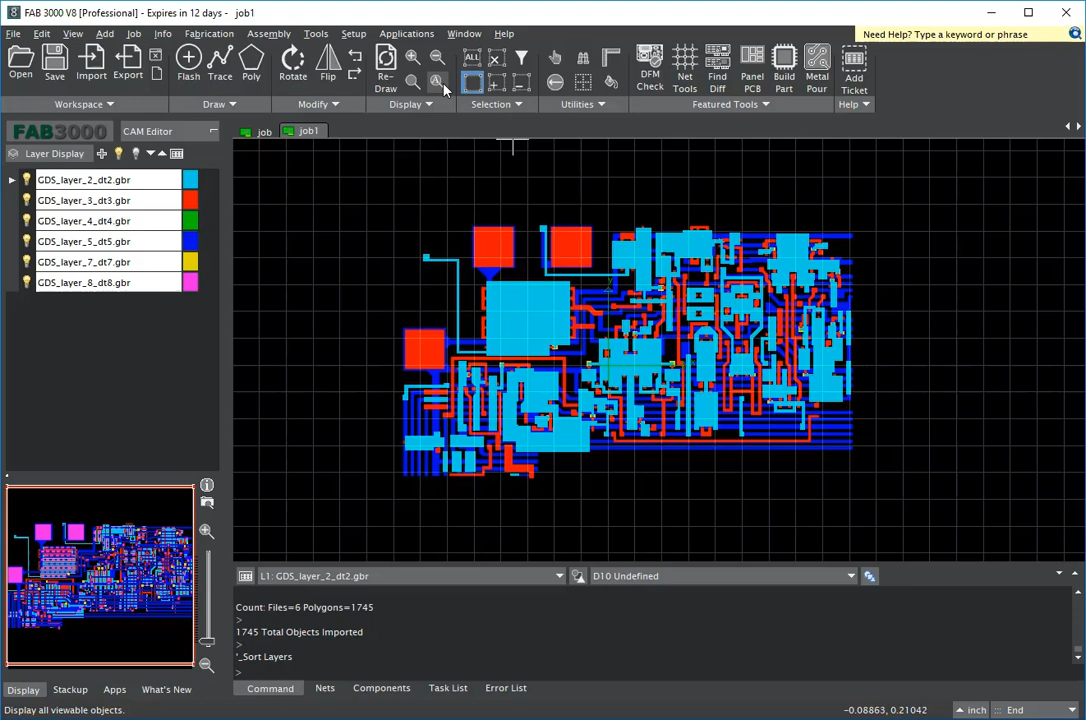 FAB 3000 V8 [Professional] - Expires in 12 days - job1
File Edit View Add Job Info Fabrication Assembly Tools Setup Applications Window Help
Need Help? Type a keyword or phrase
Open Save Import Export Flash Trace Poly Rotate Flip Re-Draw ALL DFM Check Net Tools Find Diff Panel PCB Build Part Metal Pour Add Ticket
Workspace Draw Modify Display Selection Utilities Featured Tools Help
FAB3000 CAM Editor
job job1
Layer Display
GDS_layer_2_dt2.gbr
GDS_layer_3_dt3.gbr
GDS_layer_4_dt4.gbr
GDS_layer_5_dt5.gbr
GDS_layer_7_dt7.gbr
GDS_layer_8_dt8.gbr
L1: GDS_layer_2_dt2.gbr D10 Undefined
Count: Files=6 Polygons=1745
>
1745 Total Objects Imported
>
'_Sort Layers
>
Display Stackup Apps What's New
Command Nets Components Task List Error List
Display all viewable objects. -0.08863, 0.21042 inch End